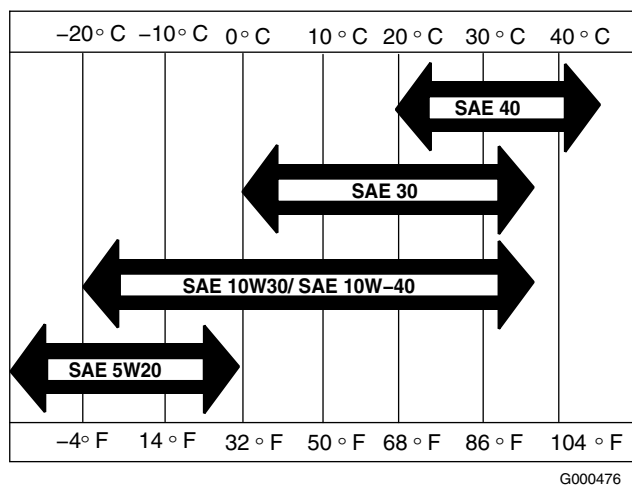 −20° C −10° C 0° C 10 ° C 20 ° C 30 ° C 40 ° C
SAE 40
SAE 30
SAE 10W30/ SAE 10W−40
SAE 5W20
−4° F 14 ° F 32 ° F 50 ° F 68 ° F 86 ° F 104 ° F
G000476